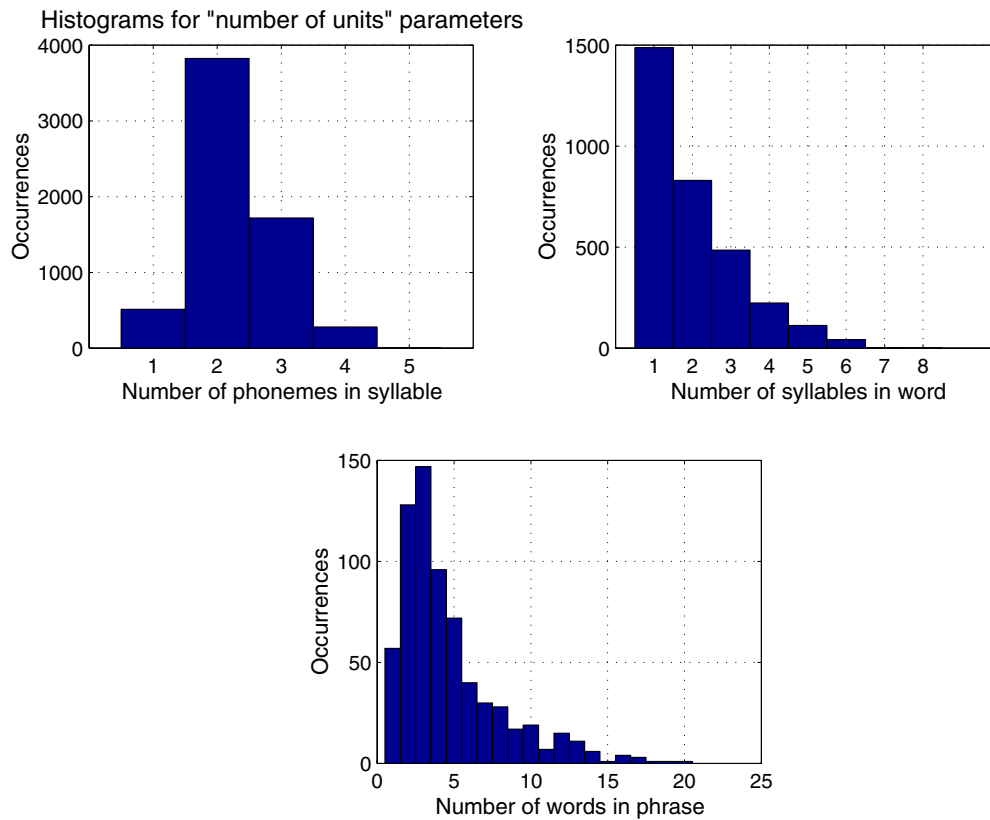 Histograms for "number of units" parameters
4000
3000
2000
1000
0
Occurrences
1 2 3 4 5
Number of phonemes in syllable
1500
1000
500
0
Occurrences
1 2 3 4 5 6 7 8
Number of syllables in word
150
100
50
0
Occurrences
0 5 10 15 20 25
Number of words in phrase